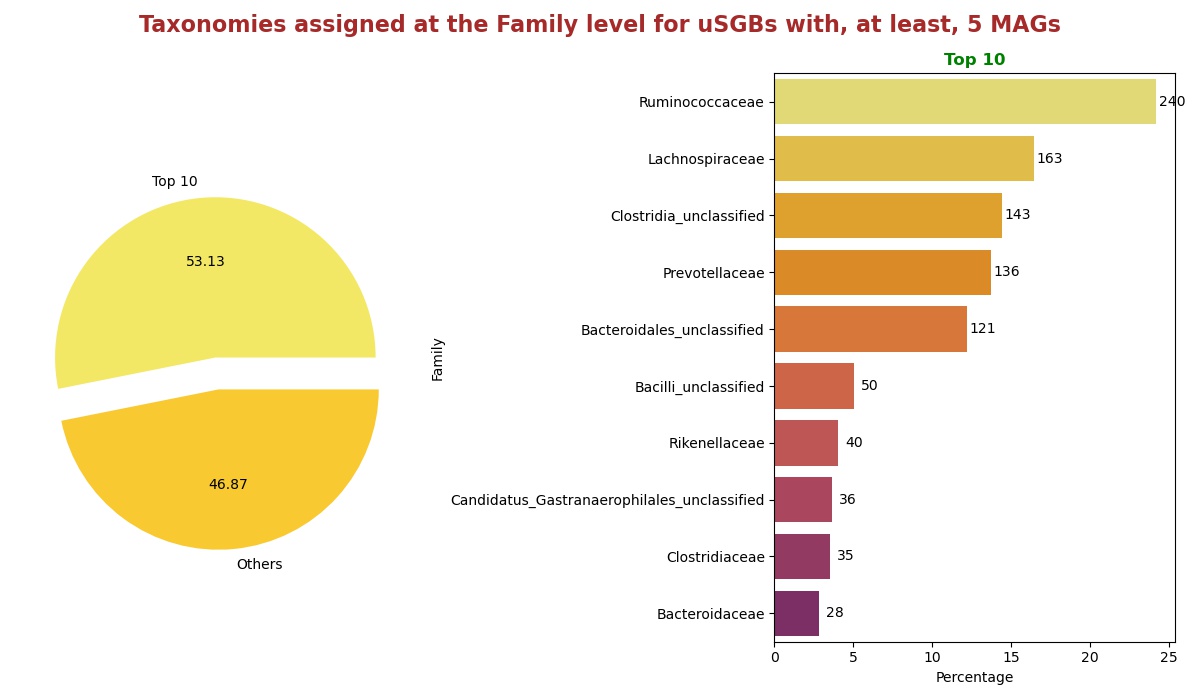 Taxonomies assigned at the Family level for uSGBs with, at least, 5 MAGs
Top 10
53.13
46.87
Others
Family
Top 10
Ruminococcaceae 240
Lachnospiraceae 163
Clostridia_unclassified 143
Prevotellaceae 136
Bacteroidales_unclassified 121
Bacilli_unclassified 50
Rikenellaceae 40
Candidatus_Gastranaerophilales_unclassified 36
Clostridiaceae 35
Bacteroidaceae 28
0 5 10 15 20 25
Percentage